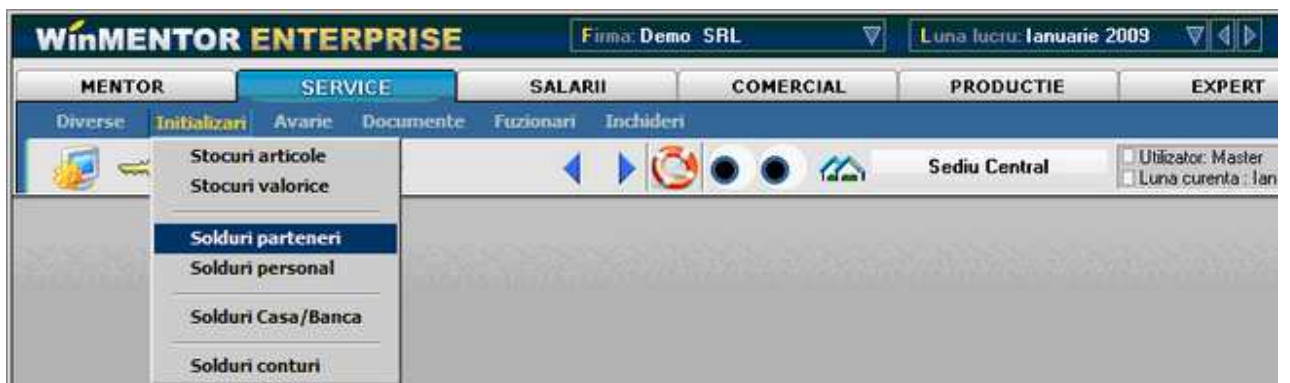 WinMENTOR ENTERPRISE Firma: Demo SRL Luna lucru: Ianuarie 2009
MENTOR SERVICE SALARII COMERCIAL PRODUCTIE EXPERT
Diverse Initializari Avarie Documente Fuzionari Inchideri
Stocuri articole
Stocuri valorice
Solduri parteneri
Solduri personal
Solduri Casa/Banca
Solduri conturi
Sediu Central
Utilizator: Master
Luna curenta : Ian